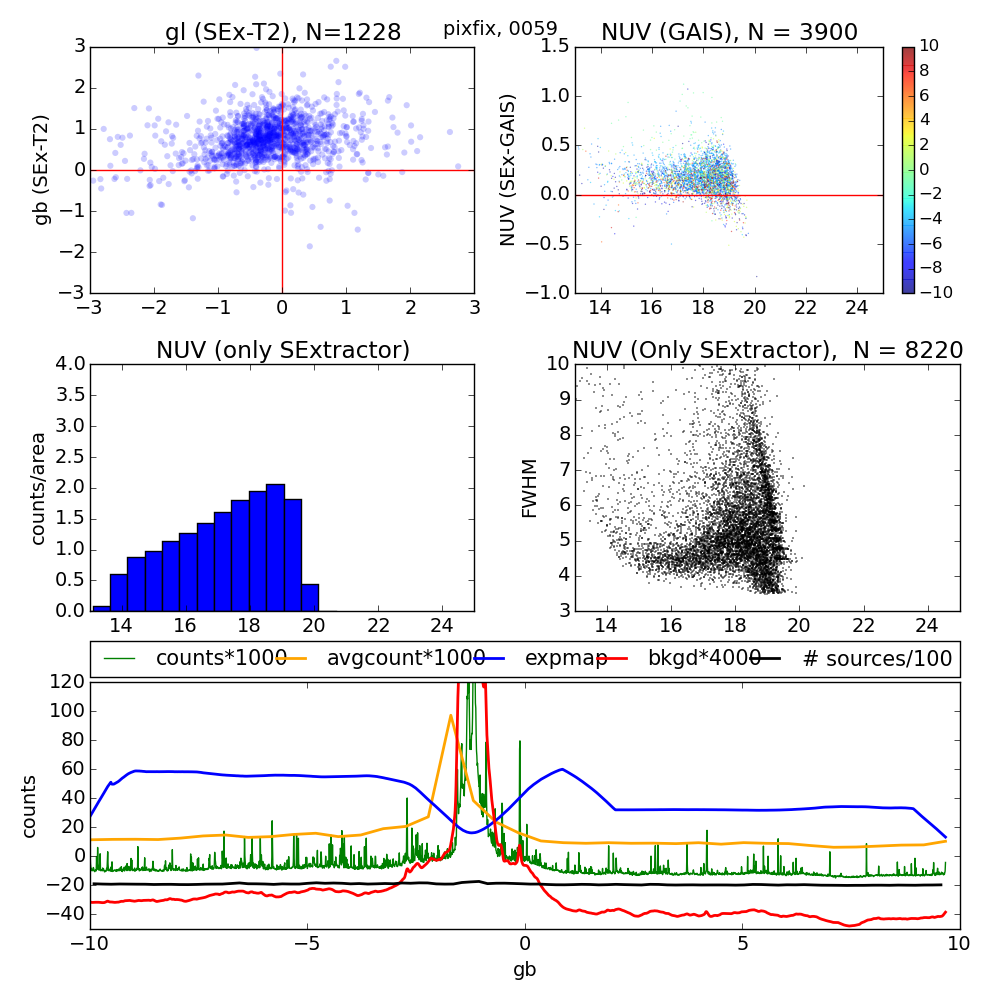 pixfix, 0059
gl (SEx-T2), N=1228
gb (SEx-T2)
3
2
1
0
−1
−2
−3
−3 −2 −1 0 1 2 3
NUV (GAIS), N = 3900
NUV (SEx-GAIS)
1.5
1.0
0.5
0.0
−0.5
−1.0
14 16 18 20 22 24
10
8
6
4
2
0
−2
−4
−6
−8
−10
NUV (only SExtractor)
counts/area
4.0
3.5
3.0
2.5
2.0
1.5
1.0
0.5
0.0
14 16 18 20 22 24
NUV (Only SExtractor), N = 8220
FWHM
10
9
8
7
6
5
4
3
14 16 18 20 22 24
counts*1000 avgcount*1000 expmap bkgd*4000 # sources/100
counts
120
100
80
60
40
20
0
−20
−40
−10 −5 0 5 10
gb